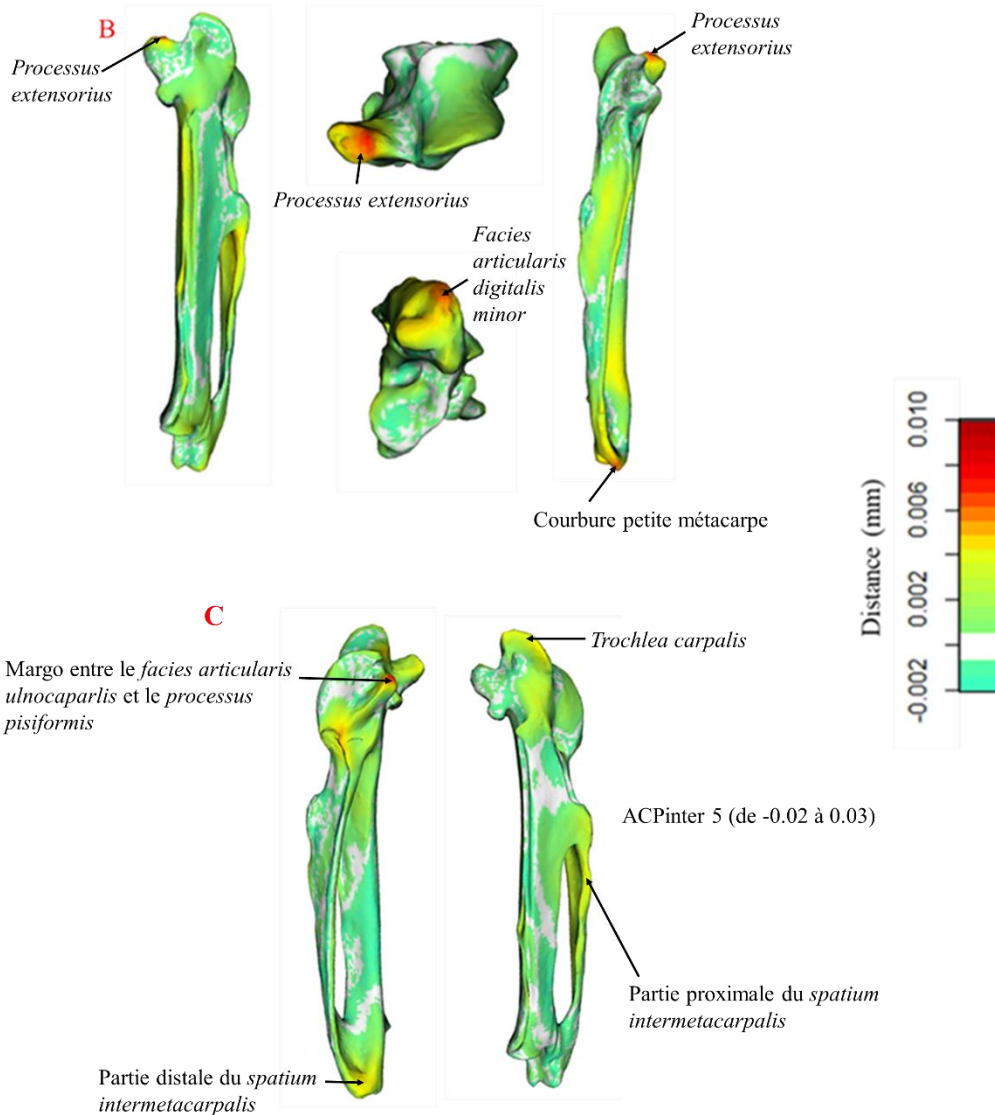 B
Processus
extensorius
Processus extensorius
Facies
articularis
digitalis
minor
Processus
extensorius
Courbure petite métacarpe
Distance (mm)
0.010
0.006
0.002
-0.002
C
Margo entre le facies articularis
ulnocaparlis et le processus
pisiformis
Trochlea carpalis
ACPinter 5 (de -0.02 à 0.03)
Partie proximale du spatium
intermetacarpalis
Partie distale du spatium
intermetacarpalis